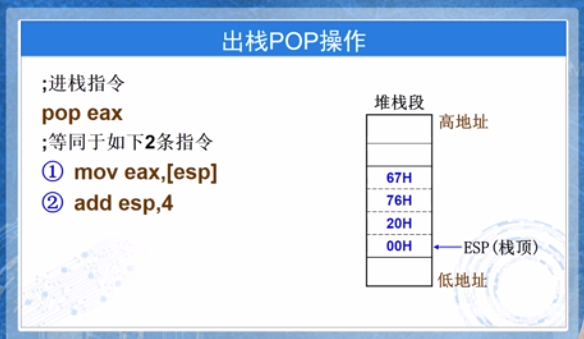 出栈POP操作
;进栈指令
pop eax
;等同于如下2条指令
① mov eax,[esp]
② add esp,4
堆栈段
高地址
67H
76H
20H
00H
ESP(栈顶)
低地址